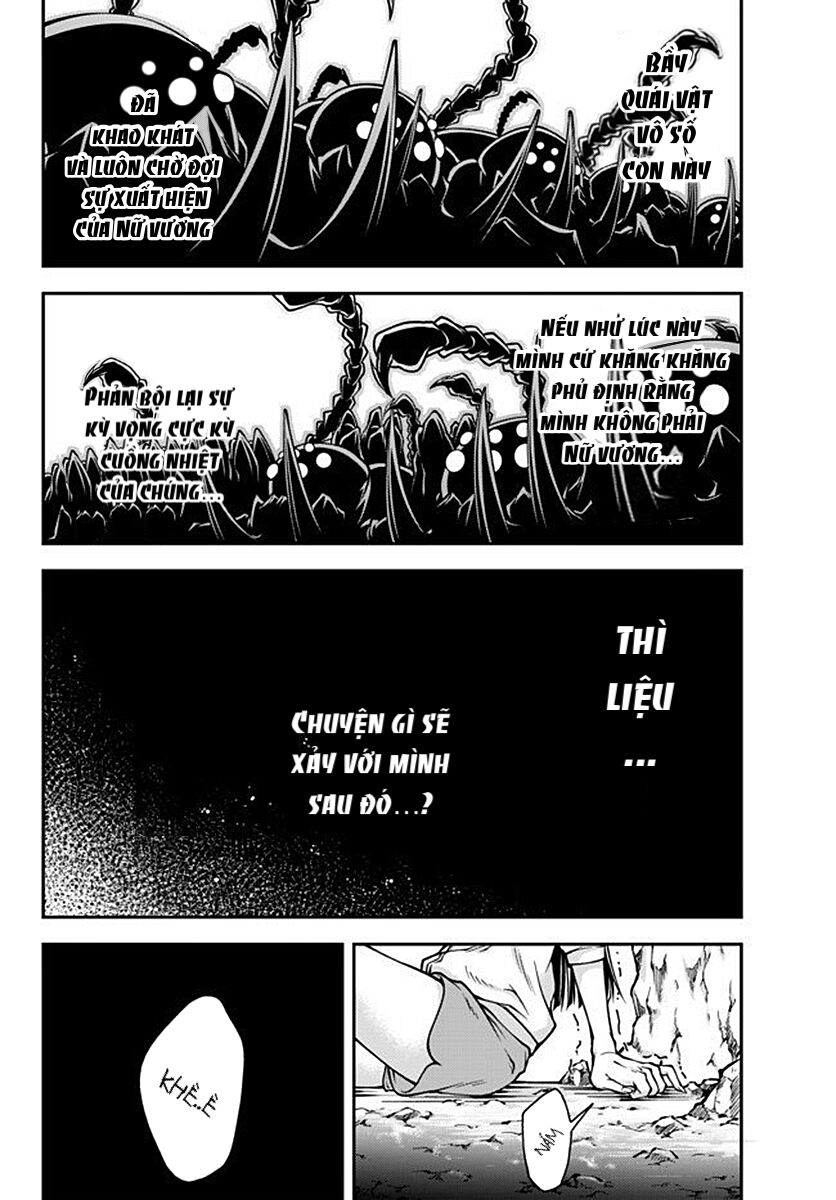 Bầy
quái vật
vô số
con này
Đã
khao khát
và luôn chờ đợi
sự xuất hiện
của Nữ vương
Nếu như lúc này
mình cứ khăng khăng
phủ định rằng
mình không phải
Nữ vương...
Phản bội lại sự
kỳ vọng cực kỳ
cuồng nhiệt
của chúng...
Thì
liệu
...
Chuyện gì sẽ
xảy với mình
sau đó...?
NẮM
KHÈ..È